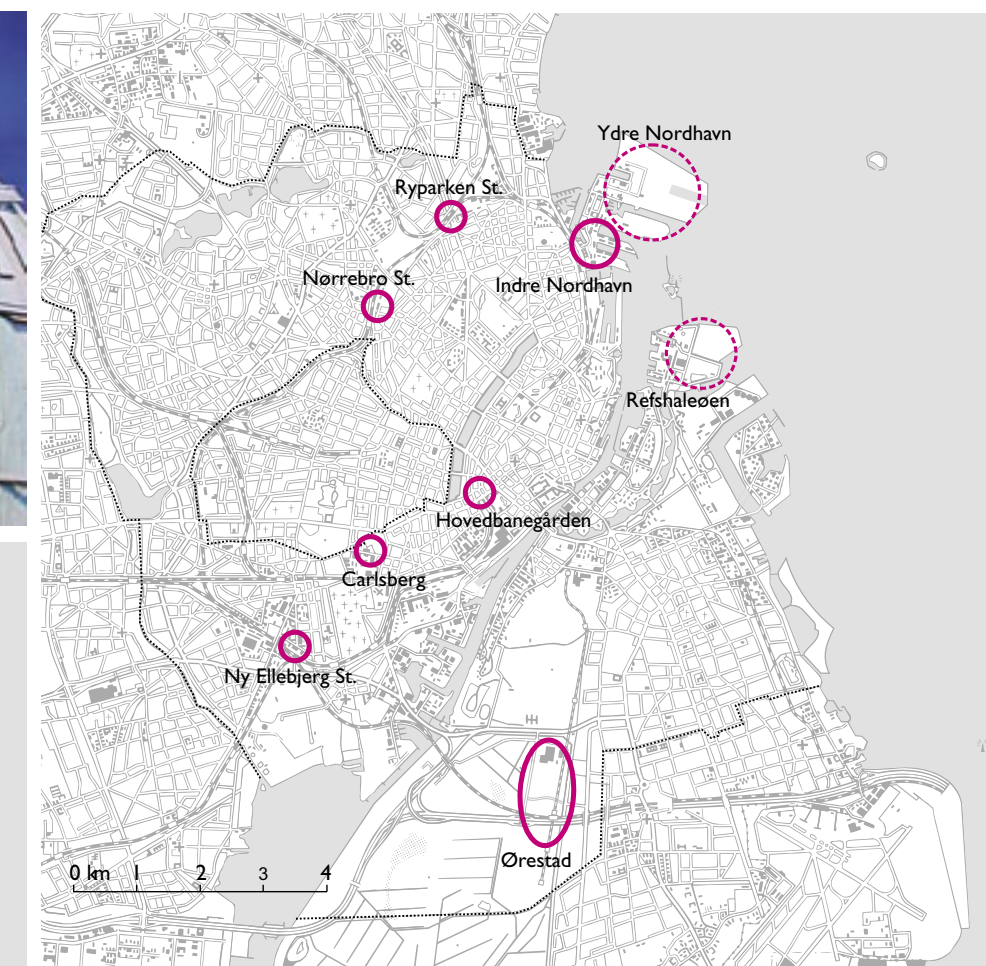 Ydre Nordhavn
Ryparken St.
Nørrebro St.
Indre Nordhavn
Refshaleøen
Hovedbanegården
Carlsberg
Ny Ellebjerg St.
Ørestad
0 km 1 2 3 4